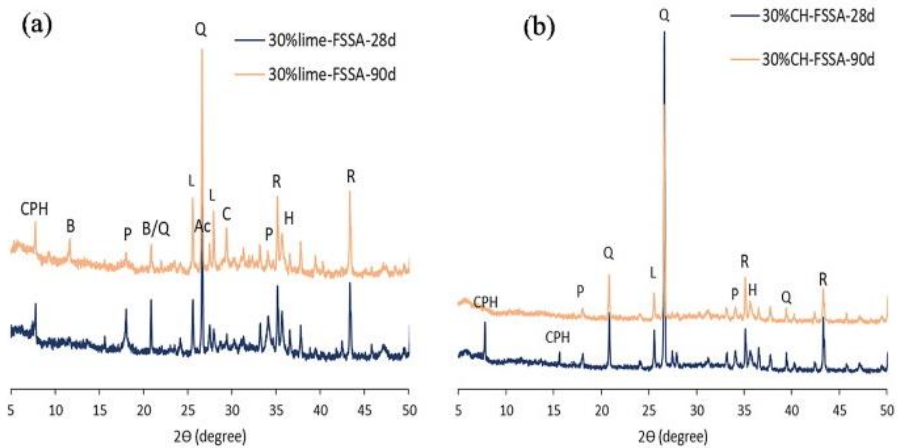 (a)
Q
30%lime-FSSA-28d
30%lime-FSSA-90d
L
L
R
R
CPH
B
P
B/Q
Ac
C
P
H
5 10 15 20 25 30 35 40 45 50
2Θ (degree)
(b)
Q
30%CH-FSSA-28d
30%CH-FSSA-90d
Q
CPH
P
L
R
P
H
Q
R
CPH
5 10 15 20 25 30 35 40 45 50
2Θ (degree)